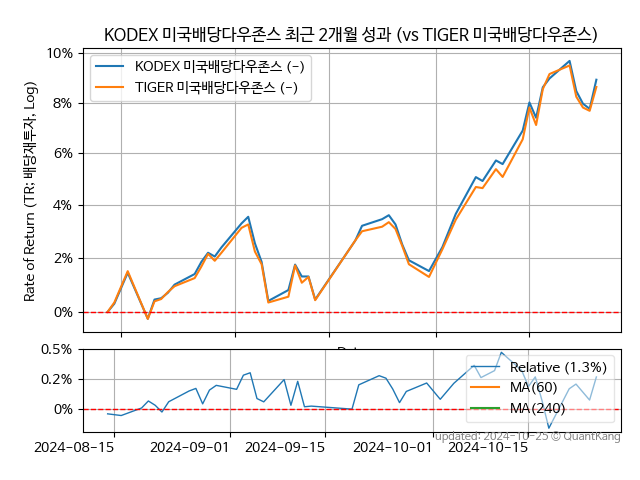 KODEX 미국배당다우존스 최근 2개월 성과 (vs TIGER 미국배당다우존스)
10%
8%
6%
4%
2%
0%
Rate of Return (TR: 배당재투자, Log)
KODEX 미국배당다우존스 (-)
TIGER 미국배당다우존스 (-)
0.5%
0.2%
0%
Relative (1.3%)
MA(60)
MA(240)
updated: 2024-10-25 © QuantKang
2024-08-15
2024-09-01
2024-09-15
2024-10-01
2024-10-15